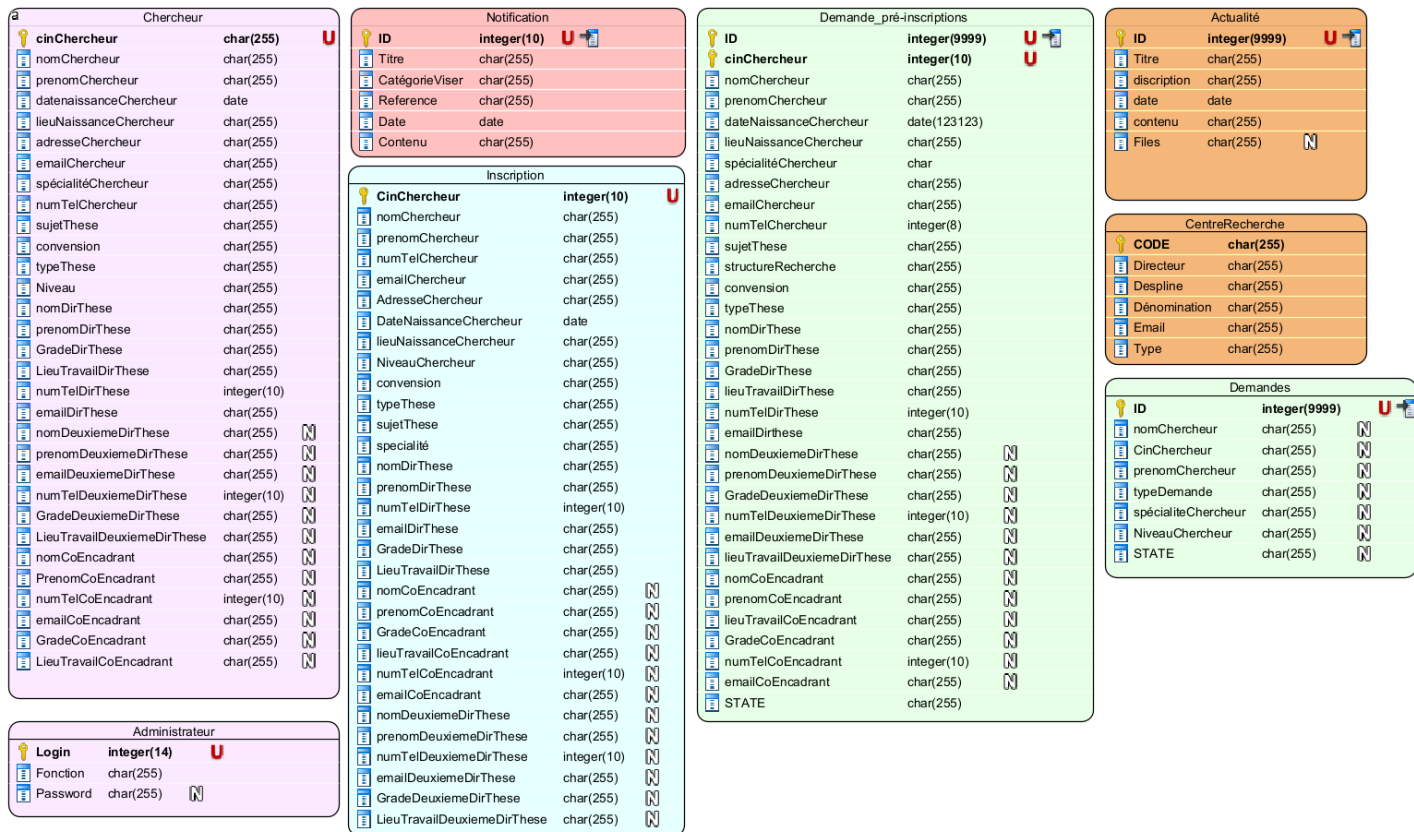 a
Chercheur
cinChercheur char(255) U
nomChercheur char(255)
prenomChercheur char(255)
datenaissanceChercheur date
lieuNaissanceChercheur char(255)
adresseChercheur char(255)
emailChercheur char(255)
spécialitéChercheur char(255)
numTelChercheur char(255)
sujetThese char(255)
convension char(255)
typeThese char(255)
Niveau char(255)
nomDirThese char(255)
prenomDirThese char(255)
GradeDirThese char(255)
LieuTravailDirThese char(255)
numTelDirThese integer(10)
emailDirThese char(255)
nomDeuxiemeDirThese char(255) N
prenomDeuxiemeDirThese char(255) N
emailDeuxiemeDirThese char(255) N
numTelDeuxiemeDirThese integer(10) N
GradeDeuxiemeDirThese char(255) N
LieuTravailDeuxiemeDirThese char(255) N
nomCoEncadrant char(255) N
PrenomCoEncadrant char(255) N
numTelCoEncadrant integer(10) N
emailCoEncadrant char(255) N
GradeCoEncadrant char(255) N
LieuTravailCoEncadrant char(255) N
Administrateur
Login integer(14) U
Fonction char(255)
Password char(255) N
Notification
ID integer(10) U
Titre char(255)
CatégorieViser char(255)
Reference char(255)
Date date
Contenu char(255)
Inscription
CinChercheur integer(10) U
nomChercheur char(255)
prenomChercheur char(255)
numTelChercheur char(255)
emailChercheur char(255)
AdresseChercheur char(255)
DateNaissanceChercheur date
lieuNaissanceChercheur char(255)
NiveauChercheur char(255)
convension char(255)
typeThese char(255)
sujetThese char(255)
specialité char(255)
nomDirThese char(255)
prenomDirThese char(255)
numTelDirThese integer(10)
emailDirThese char(255)
GradeDirThese char(255)
LieuTravailDirThese char(255)
nomCoEncadrant char(255) N
prenomCoEncadrant char(255) N
GradeCoEncadrant char(255) N
lieuTravailCoEncadrant char(255) N
numTelCoEncadrant integer(10) N
emailCoEncadrant char(255) N
nomDeuxiemeDirThese char(255) N
prenomDeuxiemeDirThese char(255) N
numTelDeuxiemeDirThese integer(10) N
emailDeuxiemeDirThese char(255) N
GradeDeuxiemeDirThese char(255) N
LieuTravailDeuxiemeDirThese char(255) N
Demande_pré-inscriptions
ID integer(9999) U
cinChercheur integer(10) U
nomChercheur char(255)
prenomChercheur char(255)
dateNaissanceChercheur date(123123)
lieuNaissanceChercheur char(255)
spécialitéChercheur char
adresseChercheur char(255)
emailChercheur char(255)
numTelChercheur integer(8)
sujetThese char(255)
structureRecherche char(255)
convension char(255)
typeThese char(255)
nomDirThese char(255)
prenomDirThese char(255)
GradeDirThese char(255)
lieuTravailDirThese char(255)
numTelDirThese integer(10)
emailDirthese char(255)
nomDeuxiemeDirThese char(255) N
prenomDeuxiemeDirThese char(255) N
GradeDeuxiemeDirThese char(255) N
numTelDeuxiemeDirThese integer(10) N
emailDeuxiemeDirThese char(255) N
lieuTravailDeuxiemeDirThese char(255) N
nomCoEncadrant char(255) N
prenomCoEncadrant char(255) N
lieuTravailCoEncadrant char(255) N
GradeCoEncadrant char(255) N
numTelCoEncadrant integer(10) N
emailCoEncadrant char(255) N
STATE char(255)
Actualité
ID integer(9999) U
Titre char(255)
discription char(255)
date date
contenu char(255)
Files char(255) N
CentreRecherche
CODE char(255)
Directeur char(255)
Despline char(255)
Dénomination char(255)
Email char(255)
Type char(255)
Demandes
ID integer(9999) U
nomChercheur char(255) N
CinChercheur char(255) N
prenomChercheur char(255) N
typeDemande char(255) N
spécialiteChercheur char(255) N
NiveauChercheur char(255) N
STATE char(255) N